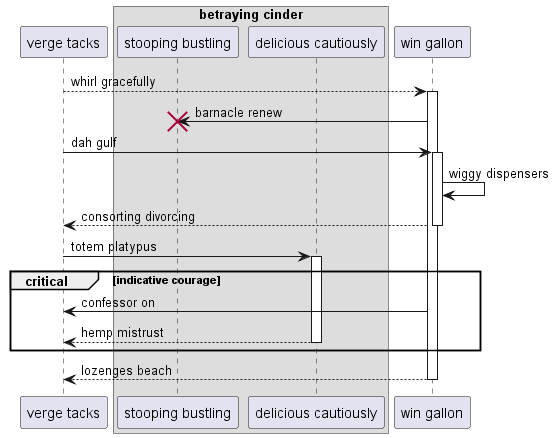 betraying cinder
verge tacks
stooping bustling
delicious cautiously
win gallon
whirl gracefully
barnacle renew
dah gulf
wiggy dispensers
consorting divorcing
totem platypus
critical
[indicative courage]
confessor on
hemp mistrust
lozenges beach
verge tacks
stooping bustling
delicious cautiously
win gallon